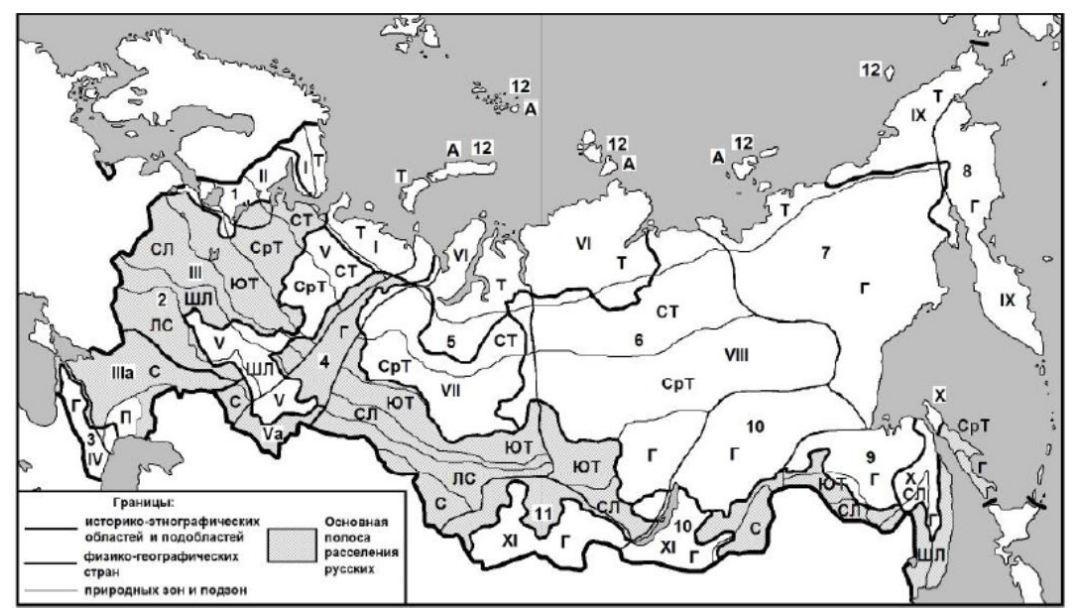 12
12
А
Т
IX
12
А
12
12
А
А
8
Г
Т
II
I
Т
1
Т
СТ
Т
I
VI
VI
Т
Т
7
СЛ
СрТ
V
СТ
III
ЮТ
СрТ
Г
IX
2
ШЛ
СТ
ЛС
V
Г
5
СТ
6
ШЛ
4
СрТ
VIII
IIIа
С
VII
СрТ
V
ЮТ
С
СЛ
X
Г
П
10
СрТ
3
Vа
ЮТ
ЮТ
Г
Г
9
Г
IV
ЛС
Г
X
ЮТ
СЛ
С
СЛ
СЛ
11
10
С
Г
XI
Г
XI
Г
ШЛ
Границы:
историко-этнографических
областей и подобластей
физико-географических
стран
природных зон и подзон
Основная
полоса
расселения
русских